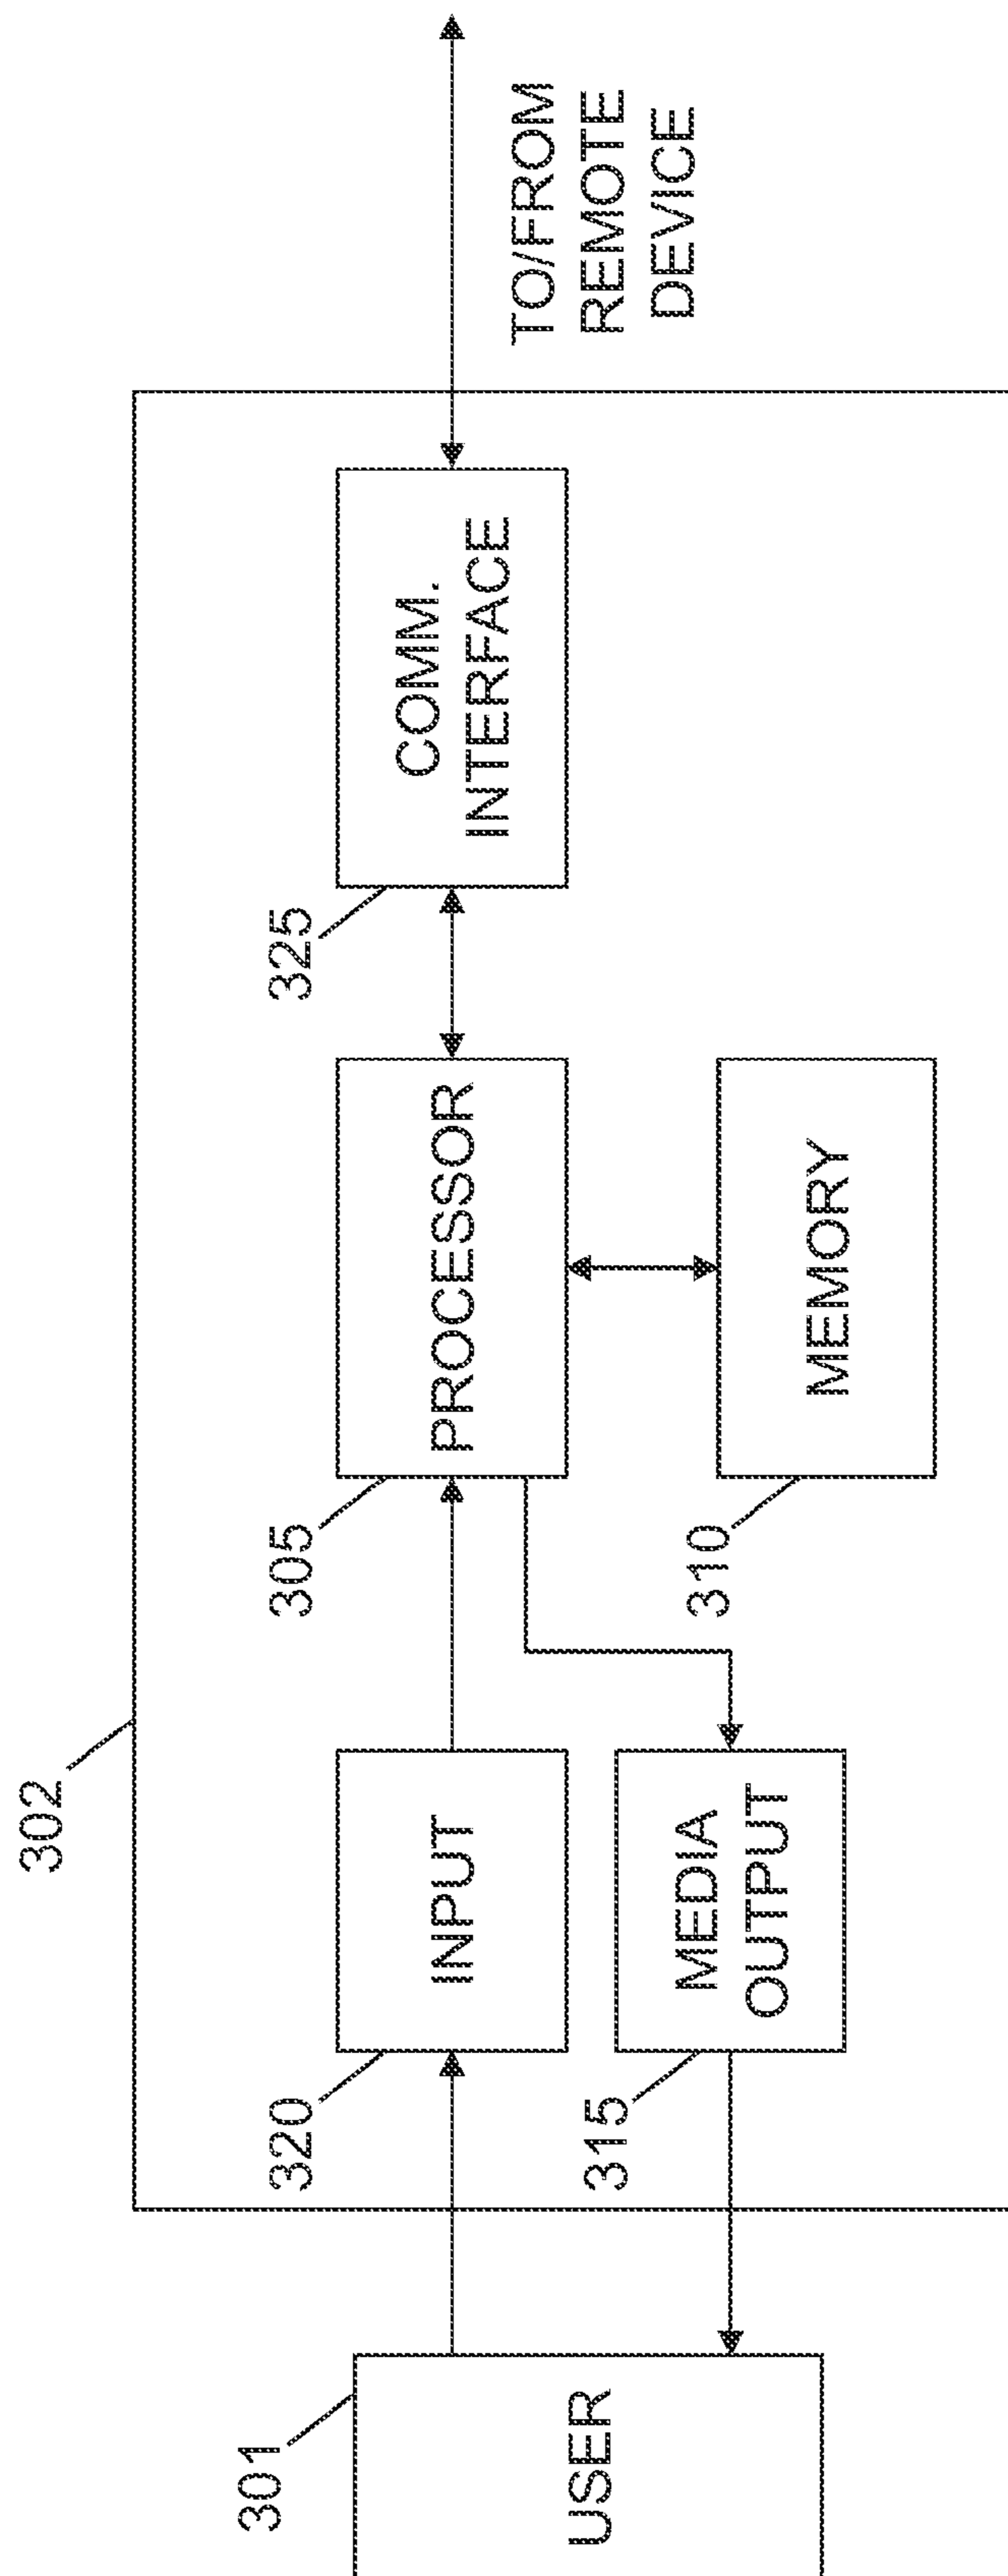 302
301
USER
320
INPUT
315
MEDIA
OUTPUT
305
PROCESSOR
310
MEMORY
325
COMM.
INTERFACE
TO/FROM
REMOTE
DEVICE